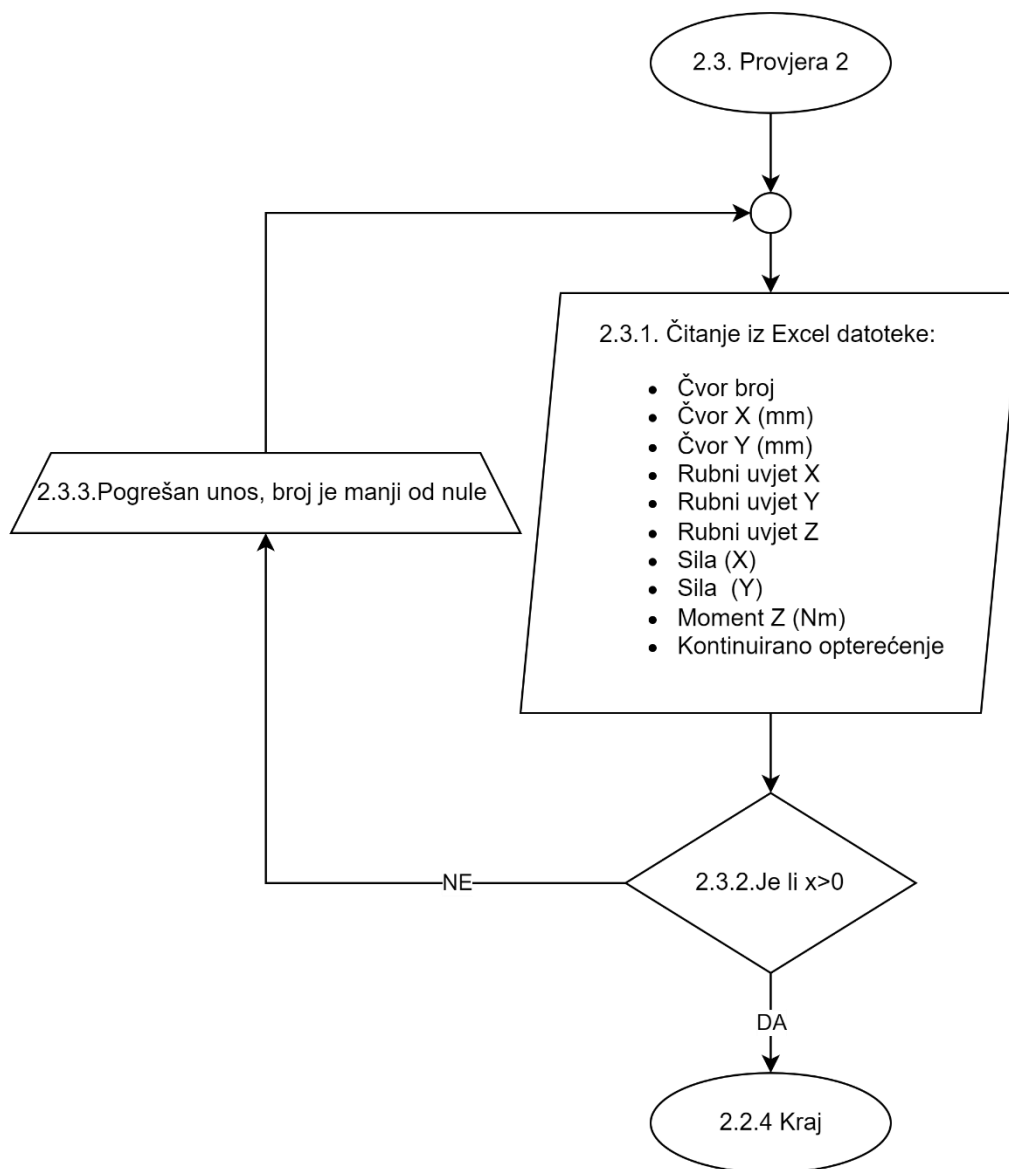 2.3. Provjera 2
2.3.1. Čitanje iz Excel datoteke:
• Čvor broj
• Čvor X (mm)
• Čvor Y (mm)
• Rubni uvjet X
• Rubni uvjet Y
• Rubni uvjet Z
• Sila (X)
• Sila  (Y)
• Moment Z (Nm)
• Kontinuirano opterećenje
2.3.3.Pogrešan unos, broj je manji od nule
2.3.2.Je li x>0
NE
DA
2.2.4 Kraj